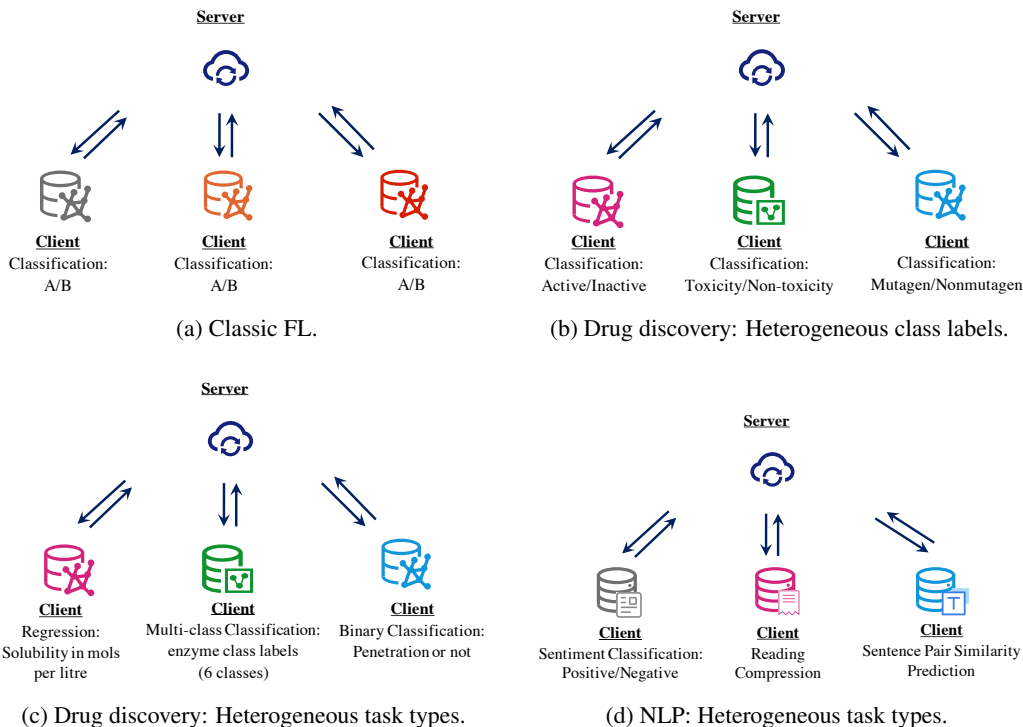 Server
Client
Classification:
A/B
Client
Classification:
A/B
Client
Classification:
A/B
(a) Classic FL.
Server
Client
Classification:
Active/Inactive
Client
Classification:
Toxicity/Non-toxicity
Client
Classification:
Mutagen/Nonmutagen
(b) Drug discovery: Heterogeneous class labels.
Server
Client
Regression:
Solubility in mols
per litre
Client
Multi-class Classification:
enzyme class labels
(6 classes)
Client
Binary Classification:
Penetration or not
(c) Drug discovery: Heterogeneous task types.
Server
Client
Sentiment Classification:
Positive/Negative
Client
Reading
Compression
T
Client
Sentence Pair Similarity
Prediction
(d) NLP: Heterogeneous task types.